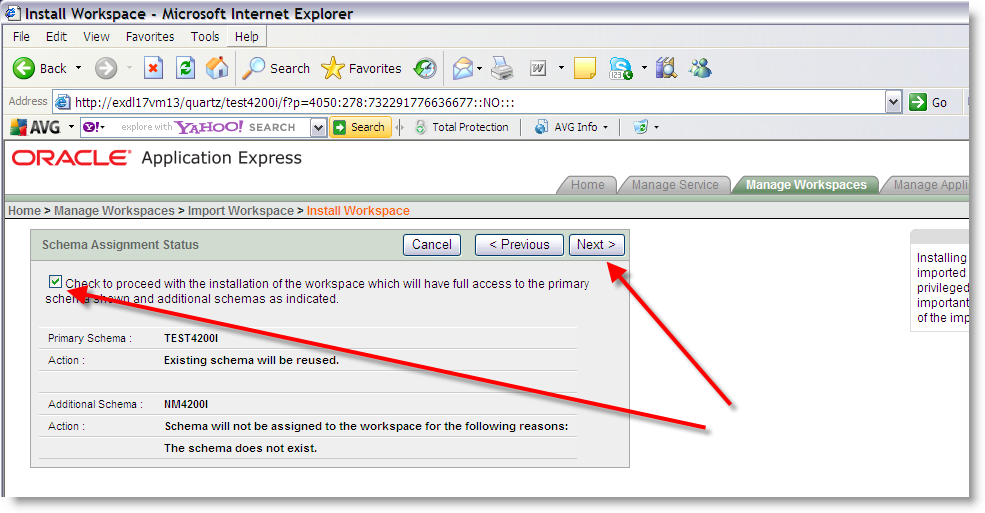 Install Workspace - Microsoft Internet Explorer
File Edit View Favorites Tools Help
Back Search Favorites
Address http://exdl17vm13/quartz/test4200i/f?p=4050:278:732291776636677::NO::: Go
AVG Y! explore with YAHOO! SEARCH Search Total Protection AVG Info
ORACLE Application Express
Home Manage Service Manage Workspaces Manage Appli
Home > Manage Workspaces > Import Workspace > Install Workspace
Schema Assignment Status Cancel < Previous Next >
Check to proceed with the installation of the workspace which will have full access to the primary
schema shown and additional schemas as indicated.
Primary Schema : TEST4200I
Action : Existing schema will be reused.
Additional Schema : NM4200I
Action : Schema will not be assigned to the workspace for the following reasons:
The schema does not exist.
Installing
imported
privileged
important
of the imp